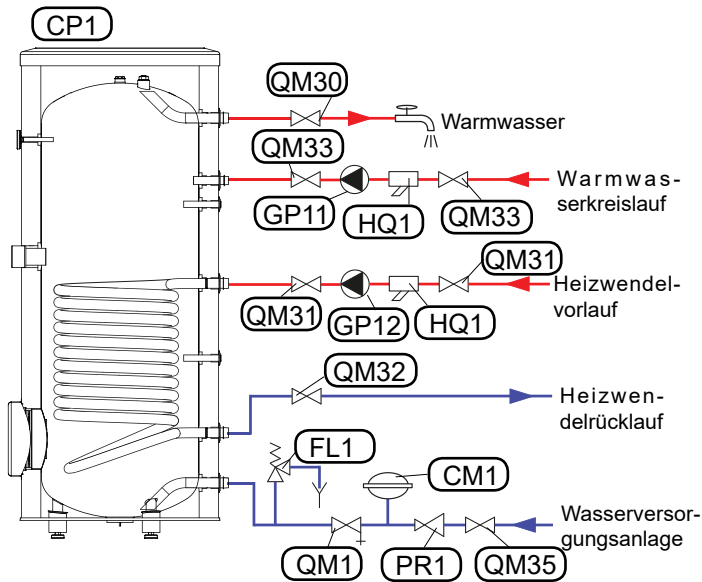 CP1
QM30
Warmwasser
QM33
Warmwas-
serkreislauf
GP11
HQ1
QM33
QM31
Heizwendel-
vorlauf
QM31
GP12
HQ1
QM32
Heizwen-
delrücklauf
FL1
CM1
Wasserversor-
gungsanlage
QM1
PR1
QM35